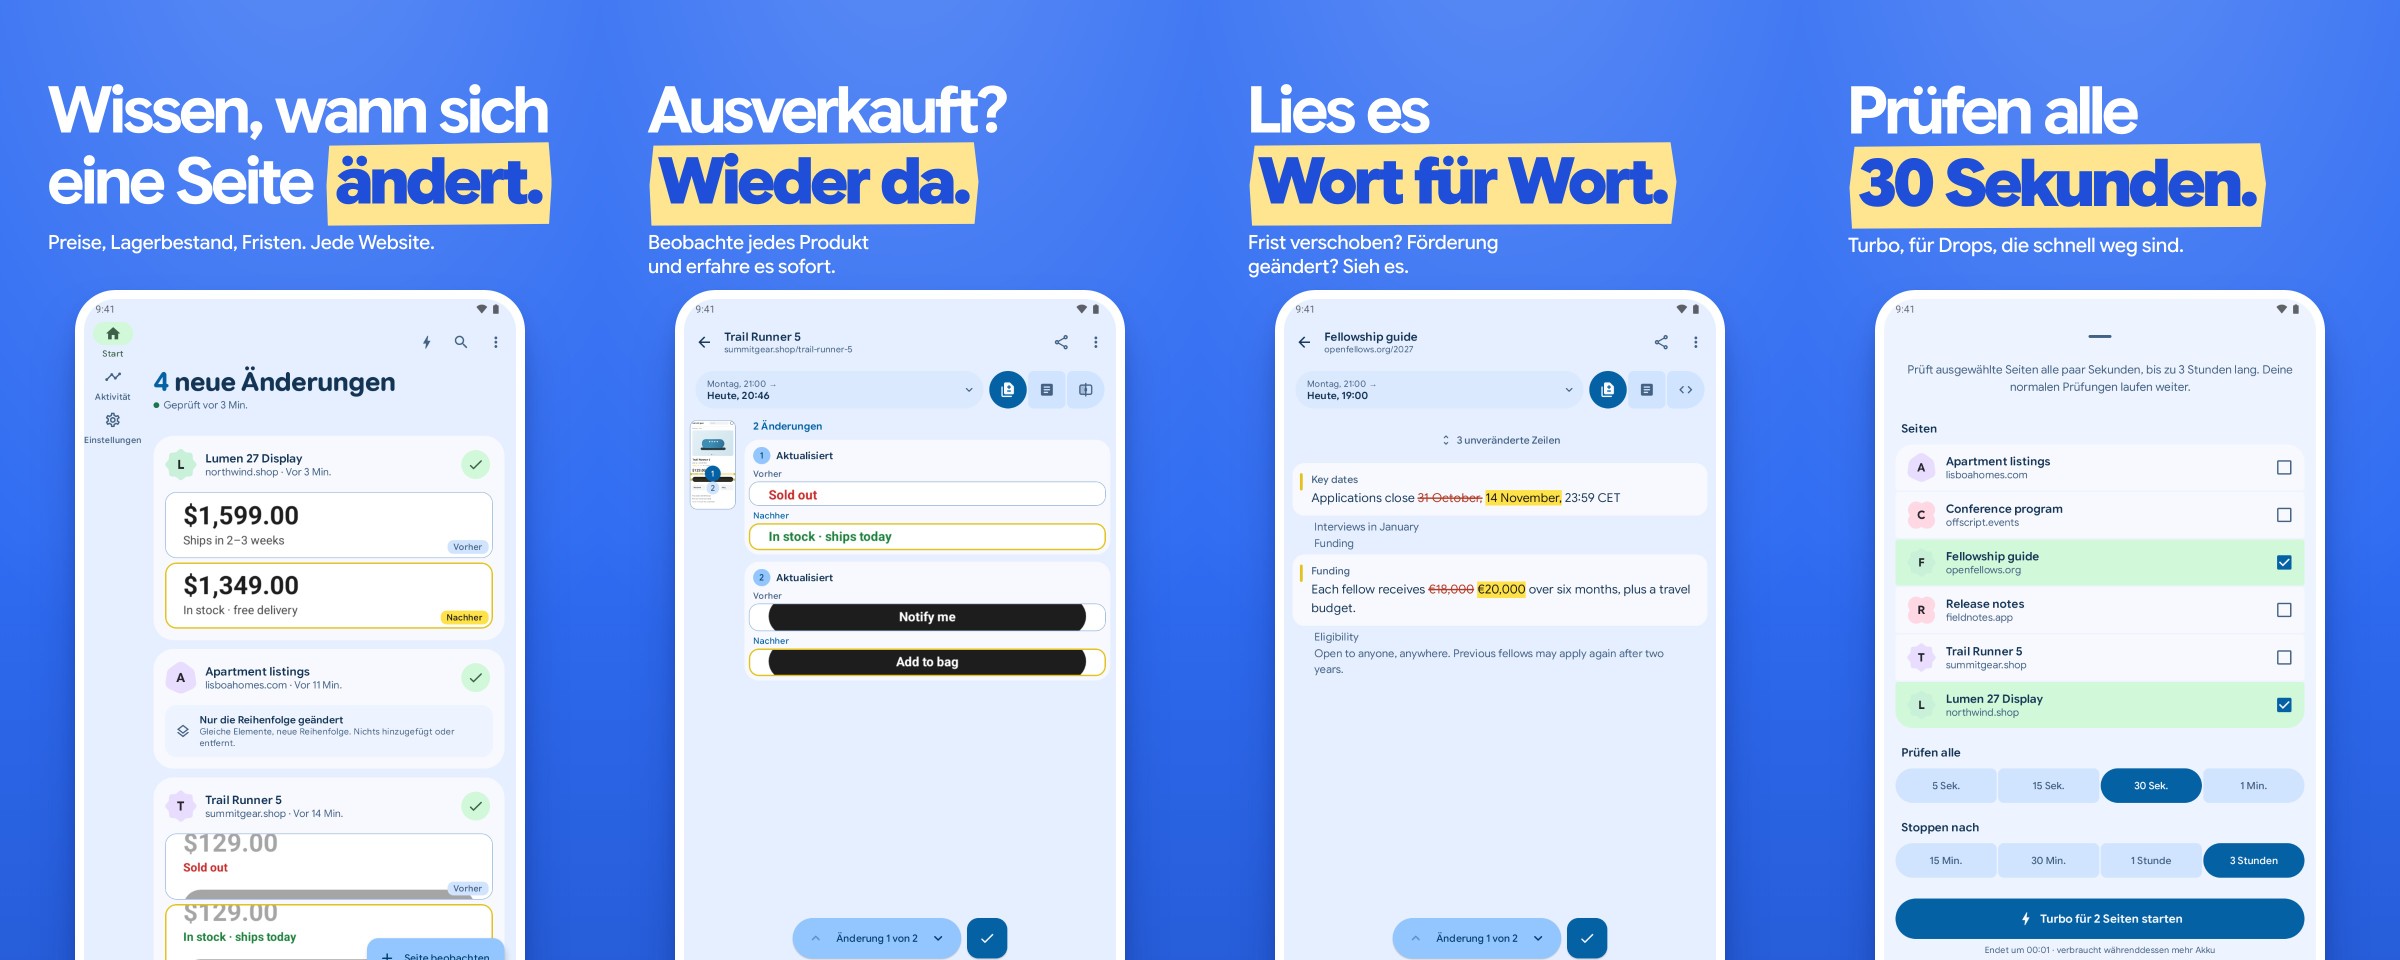 Wissen, wann sich
eine Seite ändert.
Preise, Lagerbestand, Fristen. Jede Website.
9:41
Start
Aktivität
Einstellungen
4 neue Änderungen
Geprüft vor 3 Min.
L
Lumen 27 Display
northwind.shop · Vor 3 Min.
$1,599.00
Ships in 2–3 weeks
Vorher
$1,349.00
In stock · free delivery
Nachher
A
Apartment listings
lisboahomes.com · Vor 11 Min.
Nur die Reihenfolge geändert
Gleiche Elemente, neue Reihenfolge. Nichts hinzugefügt oder
entfernt.
T
Trail Runner 5
summitgear.shop · Vor 14 Min.
$129.00
Sold out
Vorher
$129.00
In stock · ships today
+ Seite beobachten
Ausverkauft?
Wieder da.
Beobachte jedes Produkt
und erfahre es sofort.
9:41
Trail Runner 5
summitgear.shop/trail-runner-5
Montag, 21:00 →
Heute, 20:46
2 Änderungen
1
2
1 Aktualisiert
Vorher
Sold out
Nachher
In stock · ships today
2 Aktualisiert
Vorher
Notify me
Nachher
Add to bag
Änderung 1 von 2
Lies es
Wort für Wort.
Frist verschoben? Förderung
geändert? Sieh es.
9:41
Fellowship guide
openfellows.org/2027
Montag, 21:00 →
Heute, 19:00
3 unveränderte Zeilen
Key dates
Applications close 31 October, 14 November, 23:59 CET
Interviews in January
Funding
Funding
Each fellow receives €18,000 €20,000 over six months, plus a travel
budget.
Eligibility
Open to anyone, anywhere. Previous fellows may apply again after two
years.
Änderung 1 von 2
Prüfen alle
30 Sekunden.
Turbo, für Drops, die schnell weg sind.
9:41
Prüft ausgewählte Seiten alle paar Sekunden, bis zu 3 Stunden lang. Deine
normalen Prüfungen laufen weiter.
Seiten
A
Apartment listings
lisboahomes.com
C
Conference program
offscript.events
F
Fellowship guide
openfellows.org
R
Release notes
fieldnotes.app
T
Trail Runner 5
summitgear.shop
L
Lumen 27 Display
northwind.shop
Prüfen alle
5 Sek. 15 Sek. 30 Sek. 1 Min.
Stoppen nach
15 Min. 30 Min. 1 Stunde 3 Stunden
Turbo für 2 Seiten starten
Endet um 00:01 · verbraucht währenddessen mehr Akku